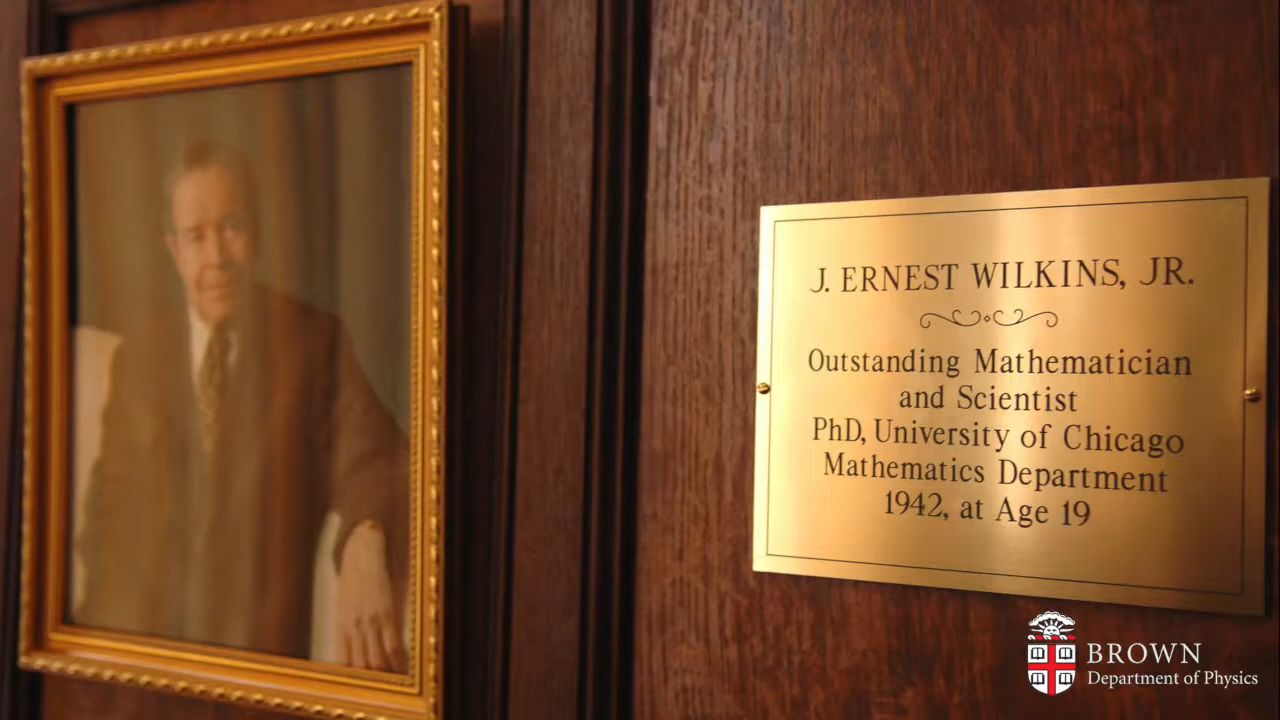 J. ERNEST WILKINS, JR.
Outstanding Mathematician
and Scientist
PhD, University of Chicago
Mathematics Department
1942, at Age 19
BROWN
Department of Physics